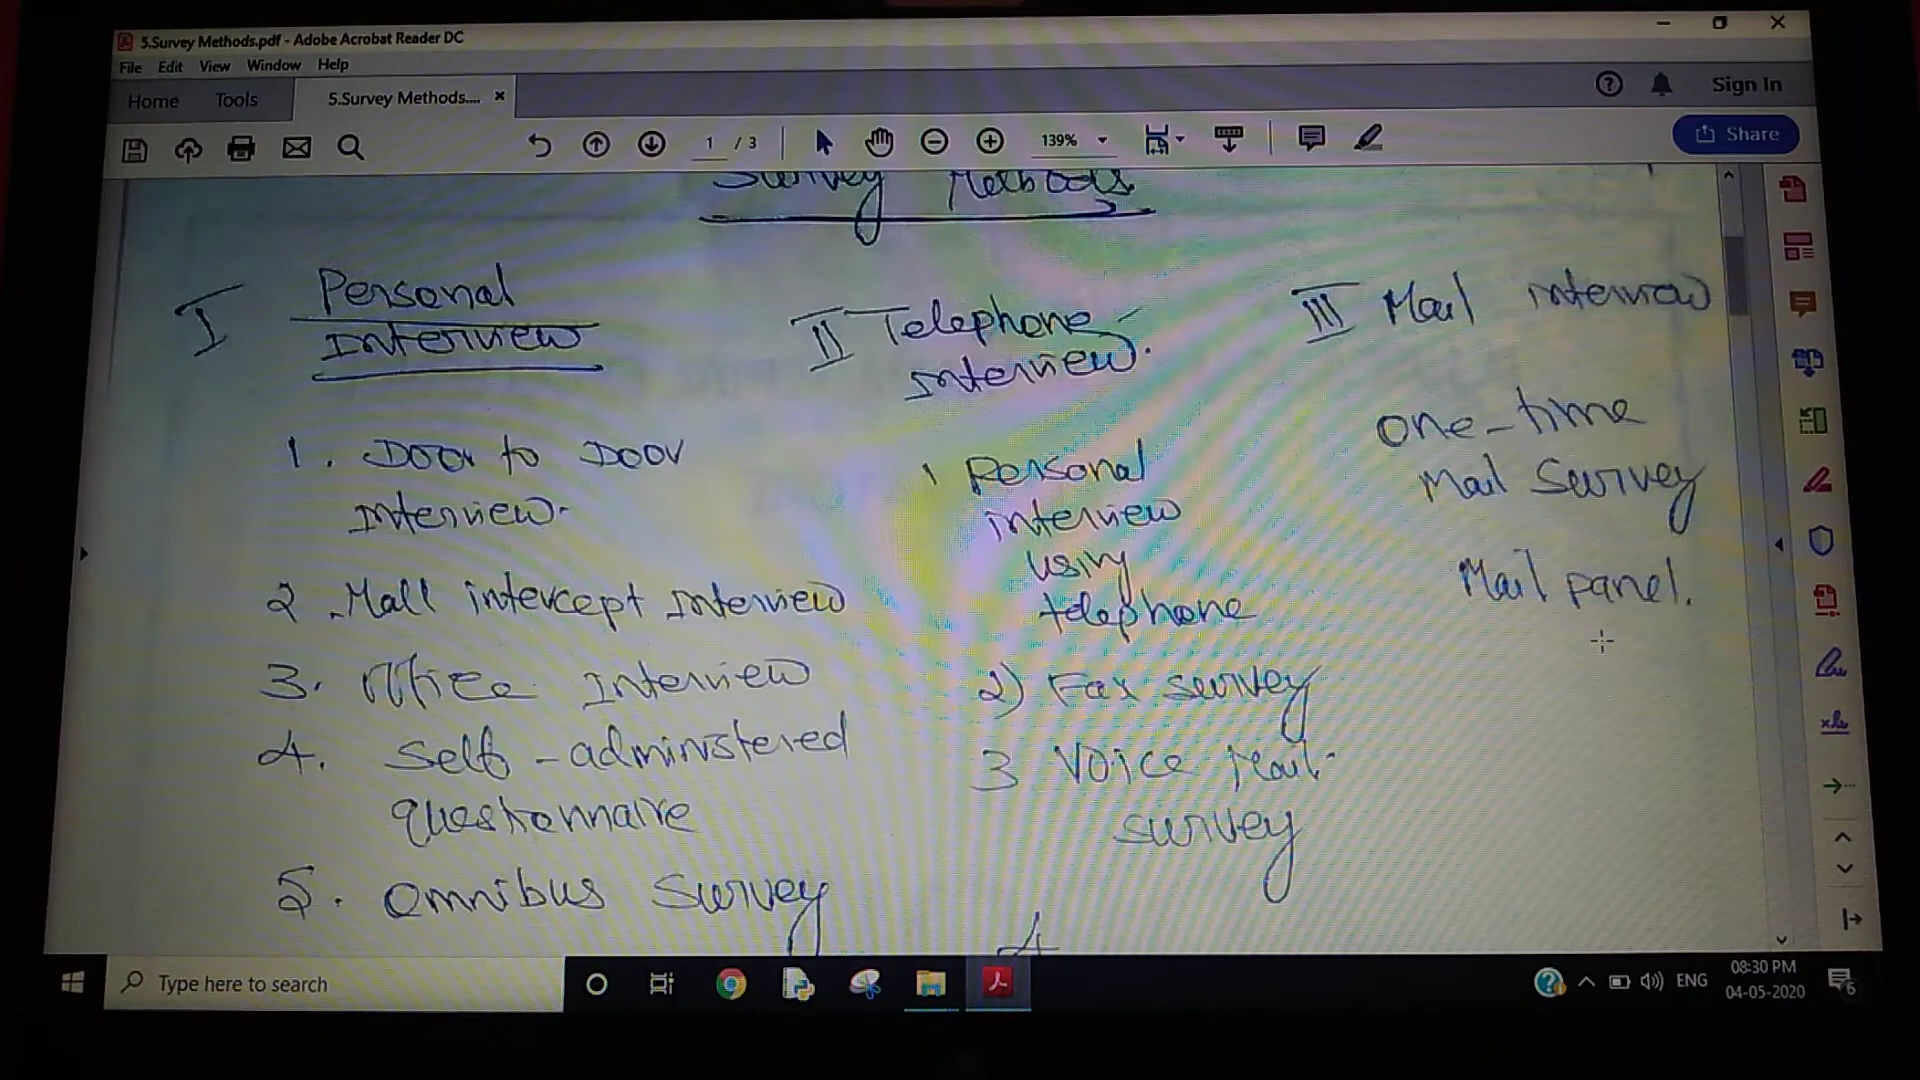 5.Survey Methods.pdf - Adobe Acrobat Reader DC
File Edit View Window Help
Home Tools 5.Survey Methods.... × Sign In
1 / 3 139% Share
Survey Methods
I Personal
Interview
1. Door to Door
Interview.
2. Mall intercept Interview
3. Office Interview
4. Self-administered
questionnaire
5. Omnibus Survey
II Telephone
interview.
1 Personal
interview
using
telephone
2) Fax survey
3 Voice Mail
survey
4
III Mail interview
One-time
Mail Survey
Mail panel.
Type here to search
ENG
08:30 PM
04-05-2020
6